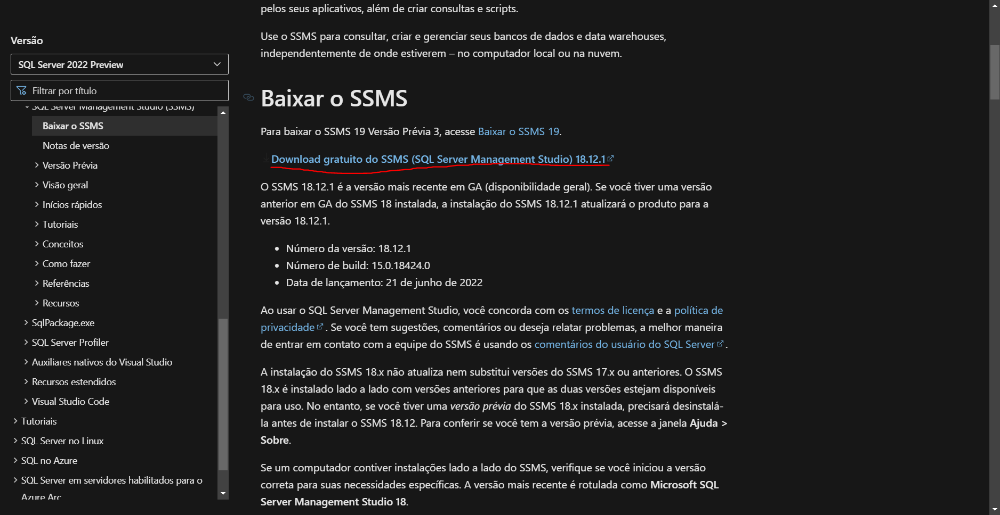 Versão
SQL Server 2022 Preview
Filtrar por título
SQL Server Management Studio (SSMS)
Baixar o SSMS
Notas de versão
Versão Prévia
Visão geral
Inícios rápidos
Tutoriais
Conceitos
Como fazer
Referências
Recursos
SqlPackage.exe
SQL Server Profiler
Auxiliares nativos do Visual Studio
Recursos estendidos
Visual Studio Code
Tutoriais
SQL Server no Linux
SQL no Azure
SQL Server em servidores habilitados para o
Azure Arc
pelos seus aplicativos, além de criar consultas e scripts.
Use o SSMS para consultar, criar e gerenciar seus bancos de dados e data warehouses,
independentemente de onde estiverem – no computador local ou na nuvem.
Baixar o SSMS
Para baixar o SSMS 19 Versão Prévia 3, acesse Baixar o SSMS 19.
Download gratuito do SSMS (SQL Server Management Studio) 18.12.1
O SSMS 18.12.1 é a versão mais recente em GA (disponibilidade geral). Se você tiver uma versão
anterior em GA do SSMS 18 instalada, a instalação do SSMS 18.12.1 atualizará o produto para a
versão 18.12.1.
• Número da versão: 18.12.1
• Número de build: 15.0.18424.0
• Data de lançamento: 21 de junho de 2022
Ao usar o SQL Server Management Studio, você concorda com os termos de licença e a política de
privacidade. Se você tem sugestões, comentários ou deseja relatar problemas, a melhor maneira
de entrar em contato com a equipe do SSMS é usando os comentários do usuário do SQL Server.
A instalação do SSMS 18.x não atualiza nem substitui versões do SSMS 17.x ou anteriores. O SSMS
18.x é instalado lado a lado com versões anteriores para que as duas versões estejam disponíveis
para uso. No entanto, se você tiver uma versão prévia do SSMS 18.x instalada, precisará desinstalá-
la antes de instalar o SSMS 18.12. Para conferir se você tem a versão prévia, acesse a janela Ajuda >
Sobre.
Se um computador contiver instalações lado a lado do SSMS, verifique se você iniciou a versão
correta para suas necessidades específicas. A versão mais recente é rotulada como Microsoft SQL
Server Management Studio 18.